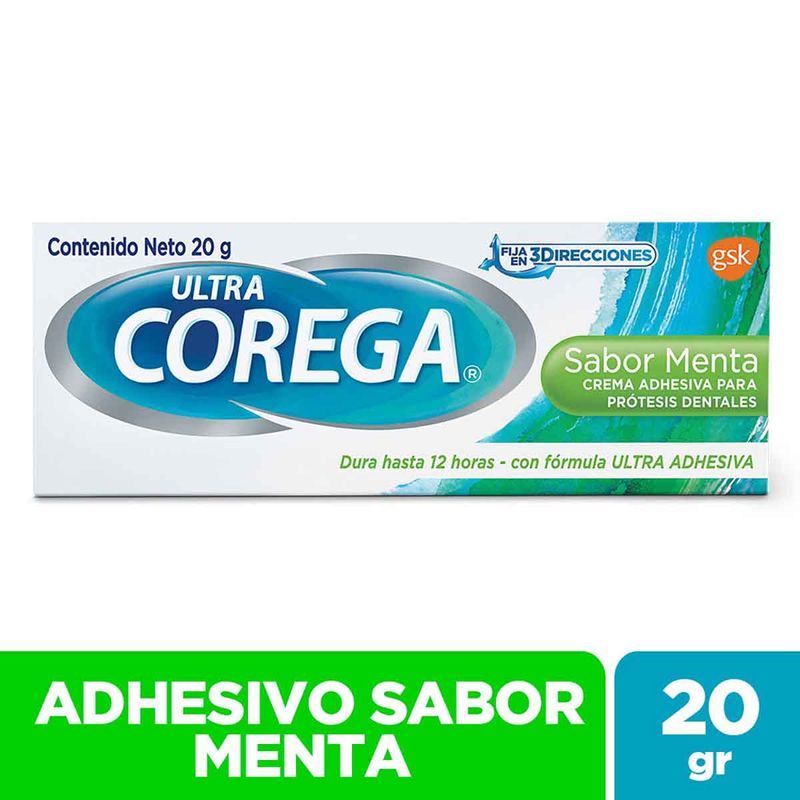 Contenido Neto 20 g
FIJA EN 3DIRECCIONES
gsk
ULTRA
COREGA®
Sabor Menta
CREMA ADHESIVA PARA
PRÓTESIS DENTALES
Dura hasta 12 horas - con fórmula ULTRA ADHESIVA
ADHESIVO SABOR
MENTA
20
gr